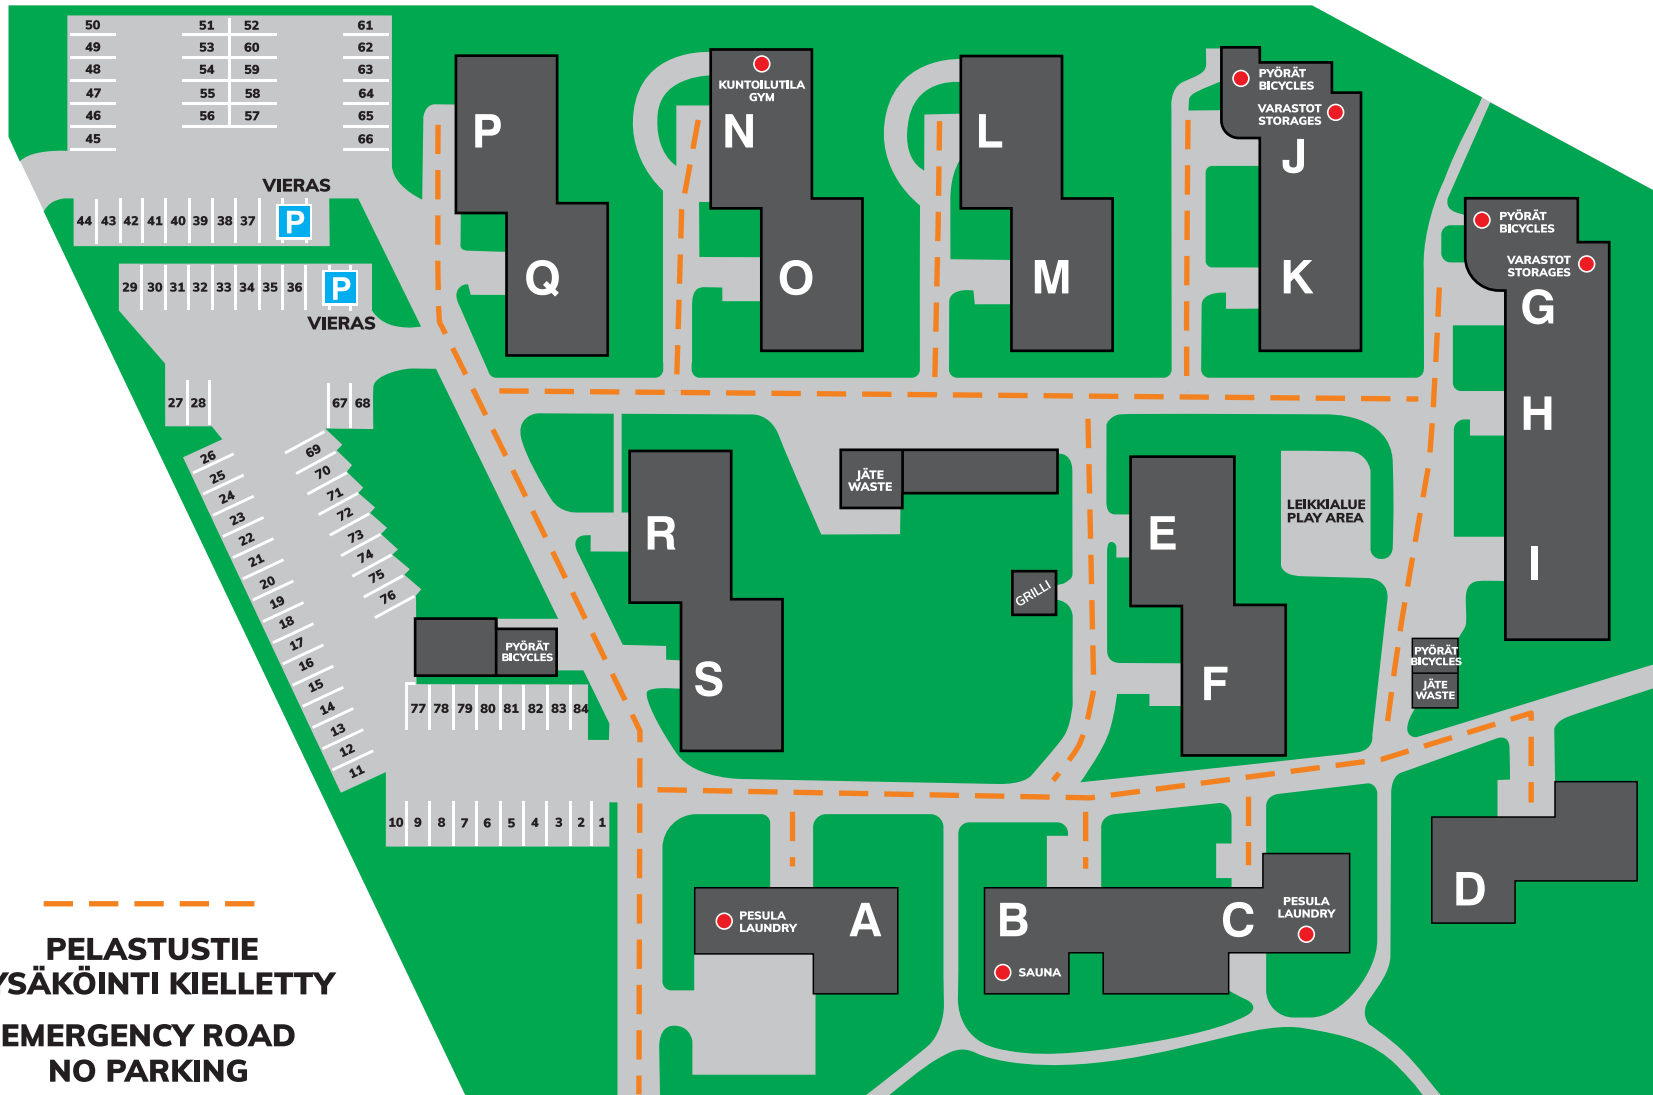 50 51 52 61
49 53 60 62
48 54 59 63
47 55 58 64
46 56 57 65
45 66
VIERAS
44 43 42 41 40 39 38 37 P
29 30 31 32 33 34 35 36 P
VIERAS
27 28 67 68
26 69
25 70
24 71
23 72
22 73
21 74
20 75
19 76
18
17
16
15
14
13
12
11
77 78 79 80 81 82 83 84
10 9 8 7 6 5 4 3 2 1
PYÖRÄT
BICYCLES
P
Q
KUNTOILUTILA
GYM
N
O
L
M
PYÖRÄT
BICYCLES
VARASTOT
STORAGES
J
K
PYÖRÄT
BICYCLES
VARASTOT
STORAGES
G
H
I
R
S
JÄTE
WASTE
GRILLI
E
F
LEIKKIALUE
PLAY AREA
PYÖRÄT
BICYCLES
JÄTE
WASTE
PESULA
LAUNDRY
A
B
SAUNA
C
PESULA
LAUNDRY
D
PELASTUSTIE
YSÄKÖINTI KIELLETTY
EMERGENCY ROAD
NO PARKING